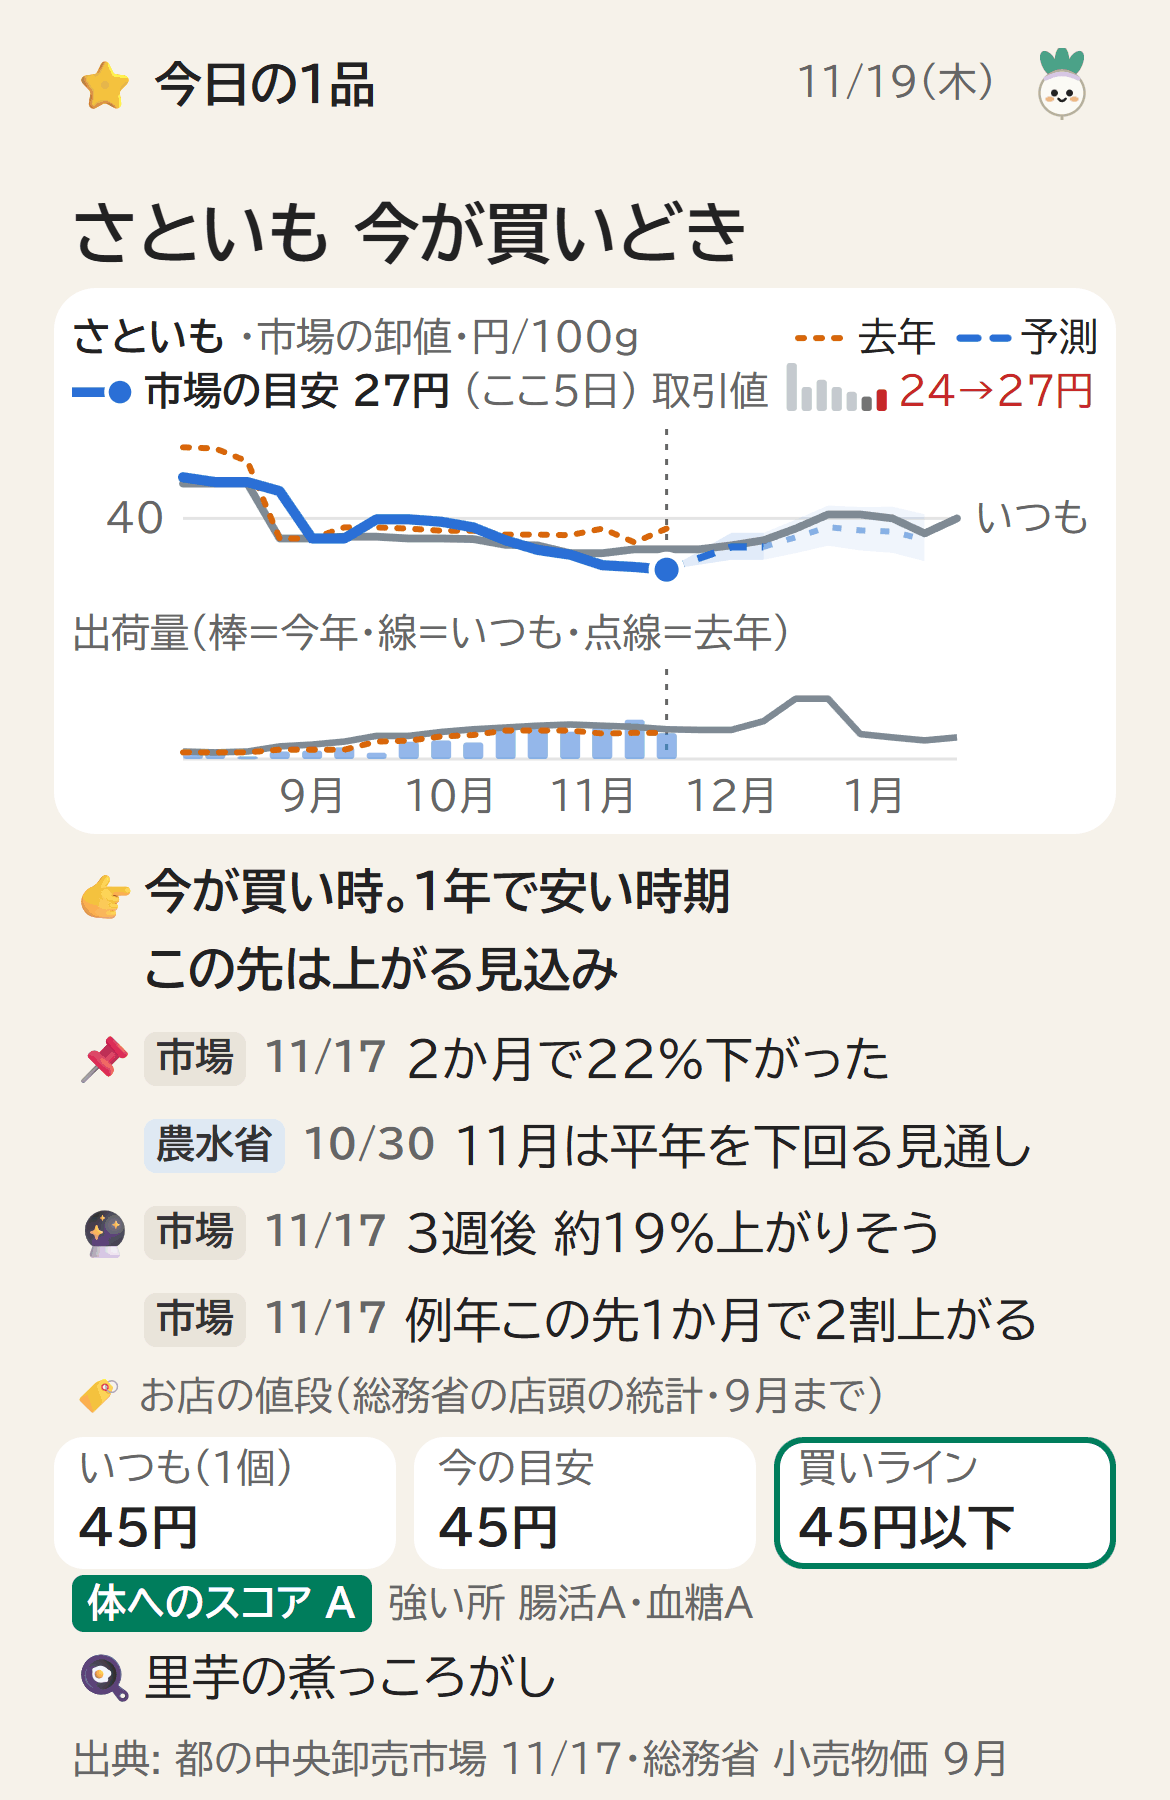 今日の1品
11/19(木)
さといも 今が買いどき
さといも ・市場の卸値・円/100g
去年 予測
市場の目安 27円 (ここ5日) 取引値 24→27円
40
いつも
出荷量(棒=今年・線=いつも・点線=去年)
9月 10月 11月 12月 1月
今が買い時。1年で安い時期
この先は上がる見込み
市場 11/17 2か月で22%下がった
農水省 10/30 11月は平年を下回る見通し
市場 11/17 3週後 約19%上がりそう
市場 11/17 例年この先1か月で2割上がる
お店の値段(総務省の店頭の統計・9月まで)
いつも(1個) 今の目安 買いライン
45円 45円 45円以下
体へのスコア A 強い所 腸活A・血糖A
里芋の煮っころがし
出典: 都の中央卸売市場 11/17・総務省 小売物価 9月